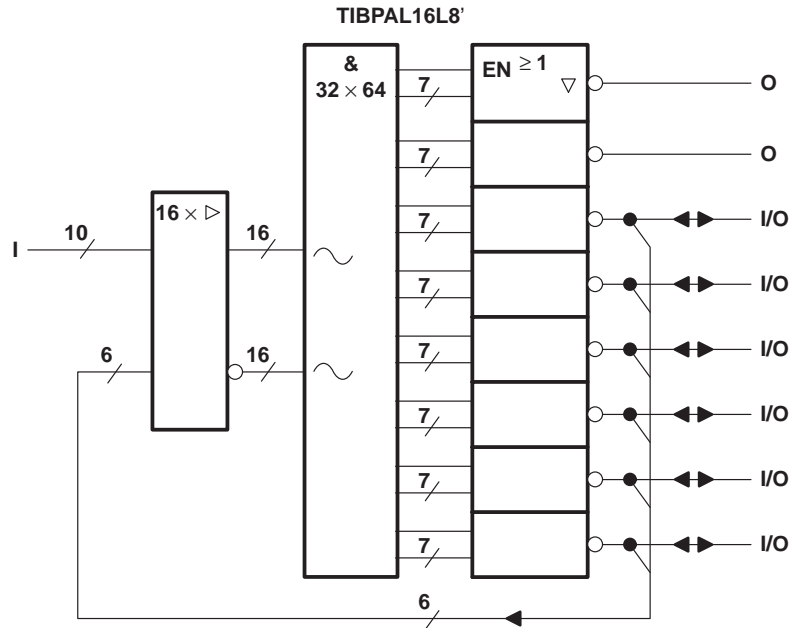 TIBPAL16L8’
&
32 × 64
EN ≥ 1
▽
7
O
7
O
16 × ▷
7
I/O
I
10
16
7
I/O
6
16
7
I/O
7
I/O
7
I/O
7
I/O
6